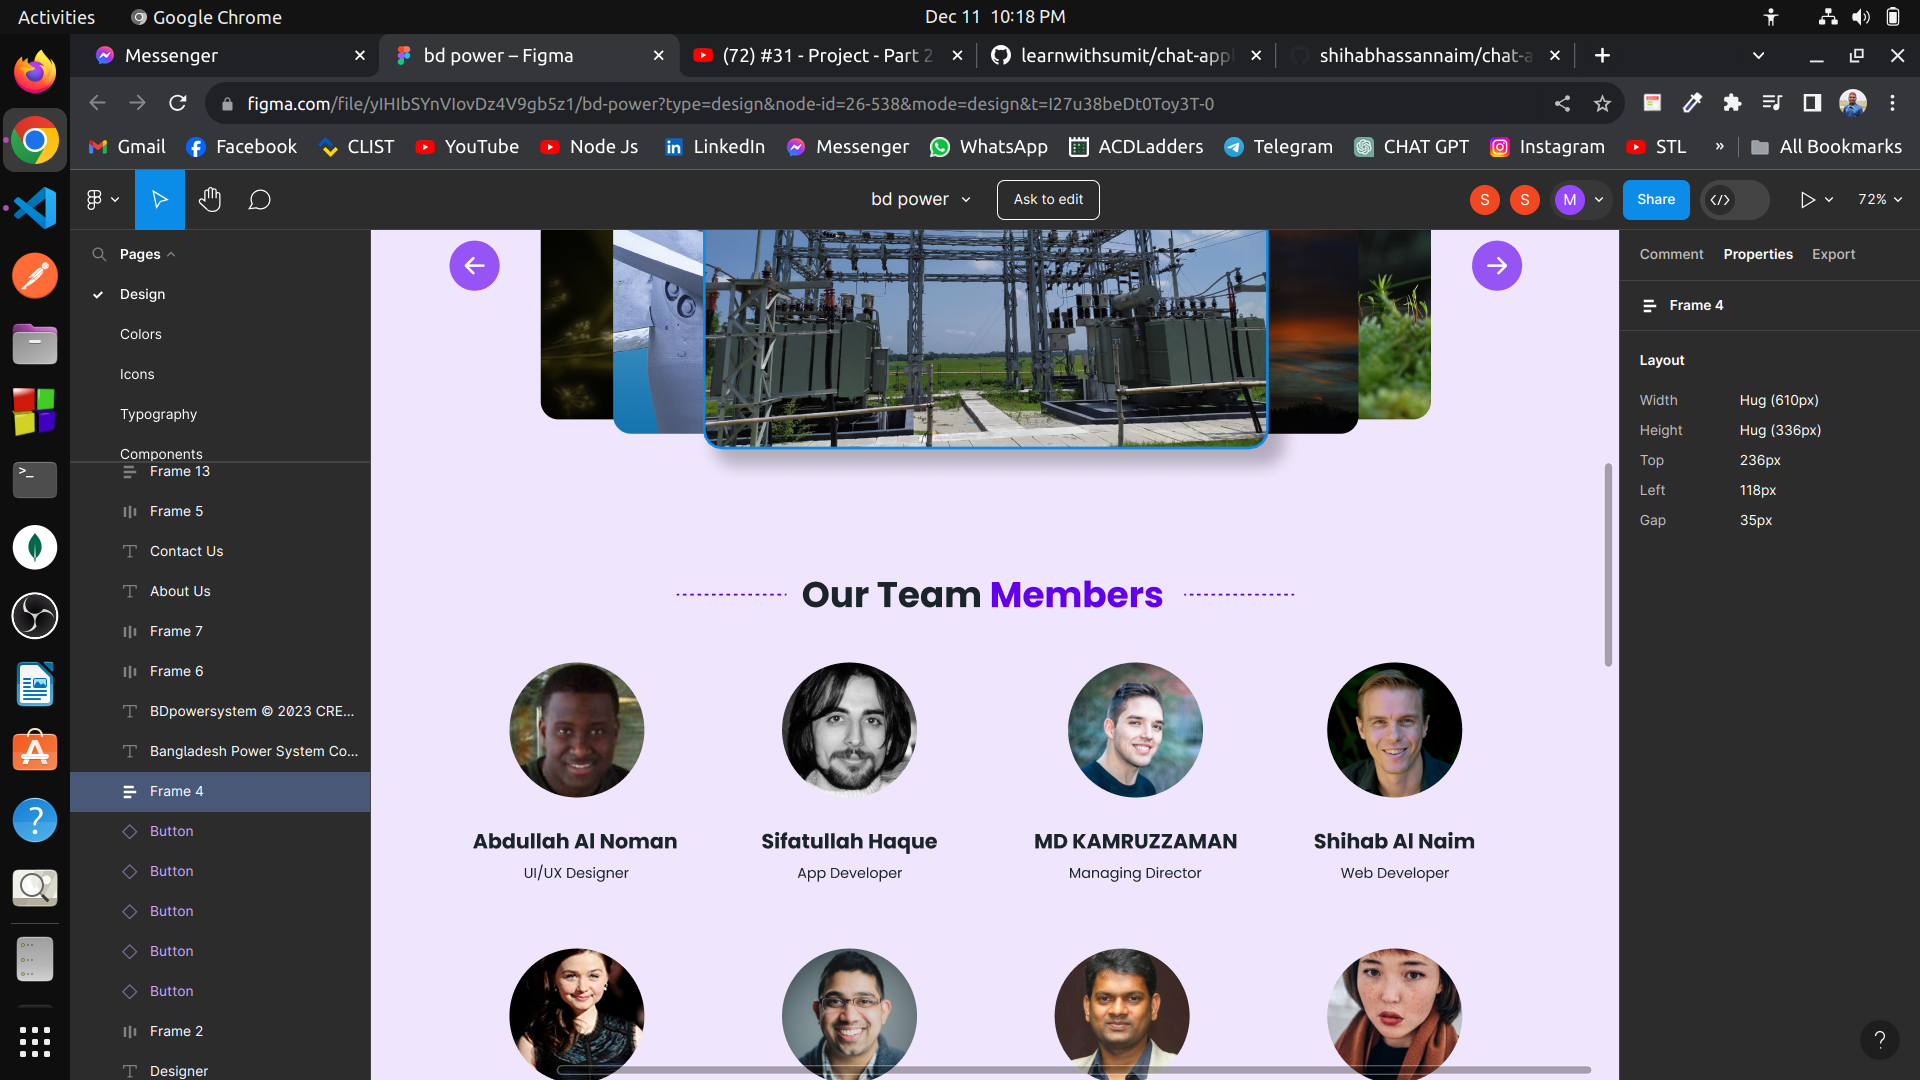 Activities
Google Chrome
Dec 11 10:18 PM
Messenger
bd power – Figma
(72) #31 - Project - Part 2
learnwithsumit/chat-appl
shihabhassannaim/chat-a
figma.com/file/yIHIbSYnVIovDz4V9gb5z1/bd-power?type=design&node-id=26-538&mode=design&t=I27u38beDt0Toy3T-0
Gmail
Facebook
CLIST
YouTube
Node Js
LinkedIn
Messenger
WhatsApp
ACDLadders
Telegram
CHAT GPT
Instagram
STL
»
All Bookmarks
bd power
Ask to edit
S
S
M
Share
72%
Pages
Design
Colors
Icons
Typography
Components
Frame 13
Frame 5
Contact Us
About Us
Frame 7
Frame 6
BDpowersystem © 2023 CRE...
Bangladesh Power System Co...
Frame 4
Button
Button
Button
Button
Button
Frame 2
Designer
Our Team Members
Abdullah Al Noman
UI/UX Designer
Sifatullah Haque
App Developer
MD KAMRUZZAMAN
Managing Director
Shihab Al Naim
Web Developer
Comment
Properties
Export
Frame 4
Layout
Width
Hug (610px)
Height
Hug (336px)
Top
236px
Left
118px
Gap
35px
?